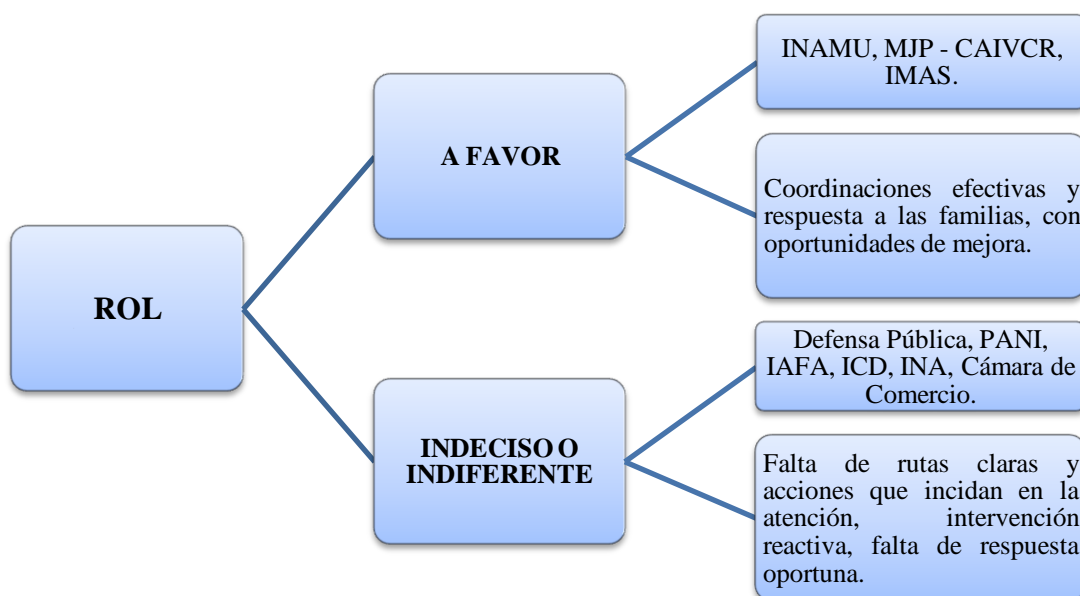 ROL
A FAVOR
INAMU, MJP - CAIVCR,
IMAS.
Coordinaciones efectivas y
respuesta a las familias, con
oportunidades de mejora.
INDECISO O
INDIFERENTE
Defensa Pública, PANI,
IAFA, ICD, INA, Cámara de
Comercio.
Falta de rutas claras y
acciones que incidan en la
atención, intervención
reactiva, falta de respuesta
oportuna.